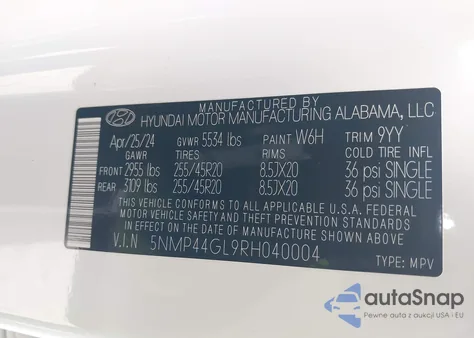 MANUFACTURED BY
HYUNDAI MOTOR MANUFACTURING ALABAMA, LLC
Apr/25/24 GVWR 5534 lbs PAINT W6H TRIM 9YY
GAWR TIRES RIMS COLD TIRE INFL
FRONT 2955 lbs 255/45R20 8.5JX20 36 psi SINGLE
REAR 3109 lbs 255/45R20 8.5JX20 36 psi SINGLE
THIS VEHICLE CONFORMS TO ALL APPLICABLE U.S.A. FEDERAL
MOTOR VEHICLE SAFETY, BUMPER, AND THEFT PREVENTION
STANDARDS IN EFFECT ON THE DATE OF MANUFACTURE SHOWN ABOVE.
V.I.N 5NMP44GL9RH040004 TYPE: MPV
autoSnap
Pewne auta z aukcji USA i EU